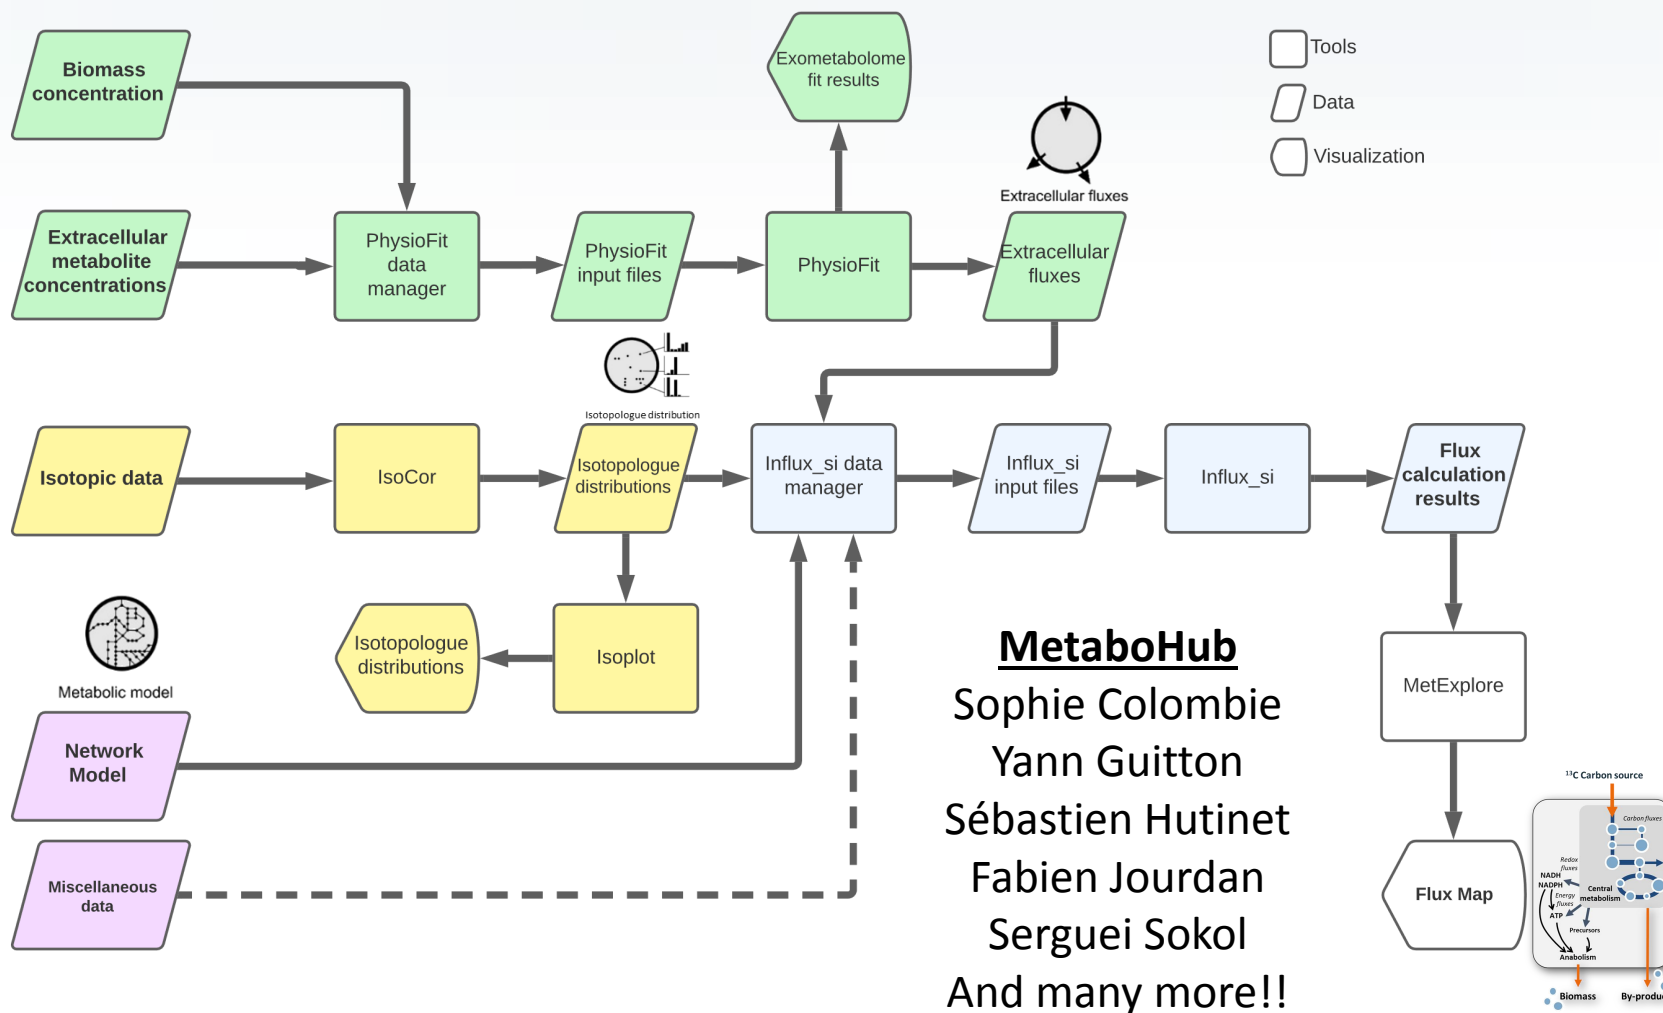 Biomass
concentration
Exometabolome
fit results
Tools
Data
Visualization
Extracellular fluxes
Extracellular
metabolite
concentrations
PhysioFit
data
manager
PhysioFit
input files
PhysioFit
Extracellular
fluxes
Isotopologue distribution
Isotopic data
IsoCor
Isotopologue
distributions
Influx_si data
manager
Influx_si
input files
Influx_si
Flux
calculation
results
Isotopologue
distributions
Isoplot
Metabolic model
Network
Model
Miscellaneous
data
MetaboHub
Sophie Colombie
Yann Guitton
Sébastien Hutinet
Fabien Jourdan
Serguei Sokol
And many more!!
MetExplore
Flux Map
¹³C Carbon source
Carbon fluxes
Redox
fluxes
NADH
NADPH
Energy
fluxes
Central
metabolism
ATP
Precursors
Anabolism
Biomass
By-produc